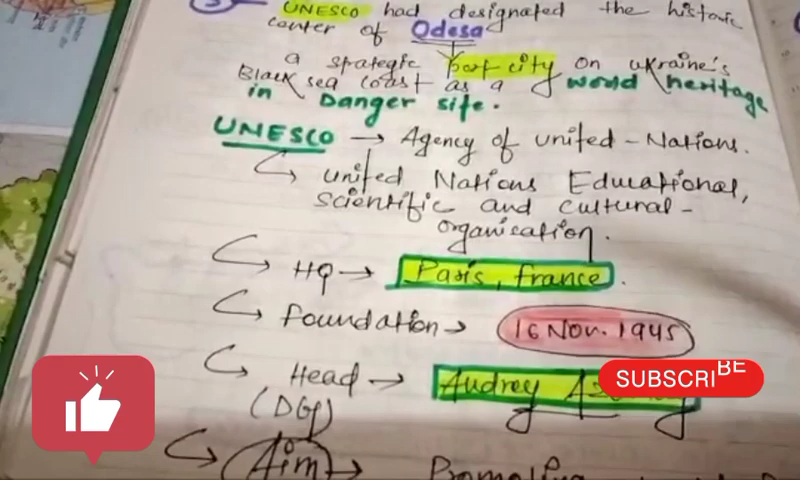 UNESCO had designated the historic
center of Odesa
a strategic port city on ukraine's
Black sea coast as a world heritage
in Danger site.
UNESCO → Agency of united-Nations.
united Nations Educational,
scientific and cultural-
organisation.
HQ → Paris, france.
foundation → 16 Nov. 1945
Head → Audrey
(DG)
Aim →
SUBSCRIBE